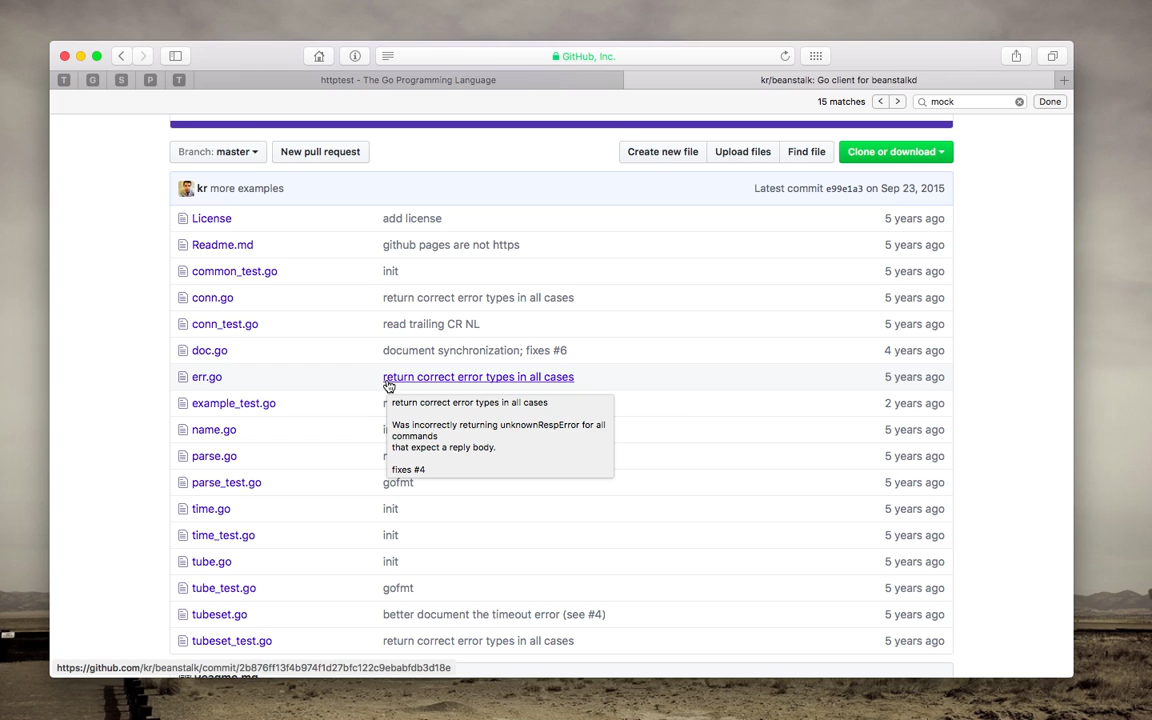 GitHub, Inc.
T G S P T httptest - The Go Programming Language kr/beanstalk: Go client for beanstalkd
15 matches mock Done
Branch: master New pull request Create new file Upload files Find file Clone or download
kr more examples Latest commit e99e1a3 on Sep 23, 2015
License add license 5 years ago
Readme.md github pages are not https 5 years ago
common_test.go init 5 years ago
conn.go return correct error types in all cases 5 years ago
conn_test.go read trailing CR NL 5 years ago
doc.go document synchronization; fixes #6 4 years ago
err.go return correct error types in all cases 5 years ago
example_test.go 2 years ago
return correct error types in all cases
Was incorrectly returning unknownRespError for all
commands
that expect a reply body.
fixes #4
name.go 5 years ago
parse.go 5 years ago
parse_test.go gofmt 5 years ago
time.go init 5 years ago
time_test.go init 5 years ago
tube.go init 5 years ago
tube_test.go gofmt 5 years ago
tubeset.go better document the timeout error (see #4) 5 years ago
tubeset_test.go return correct error types in all cases 5 years ago
https://github.com/kr/beanstalk/commit/2b876ff13f4b974f1d27bfc122c9ebabfdb3d18e
Readme.md